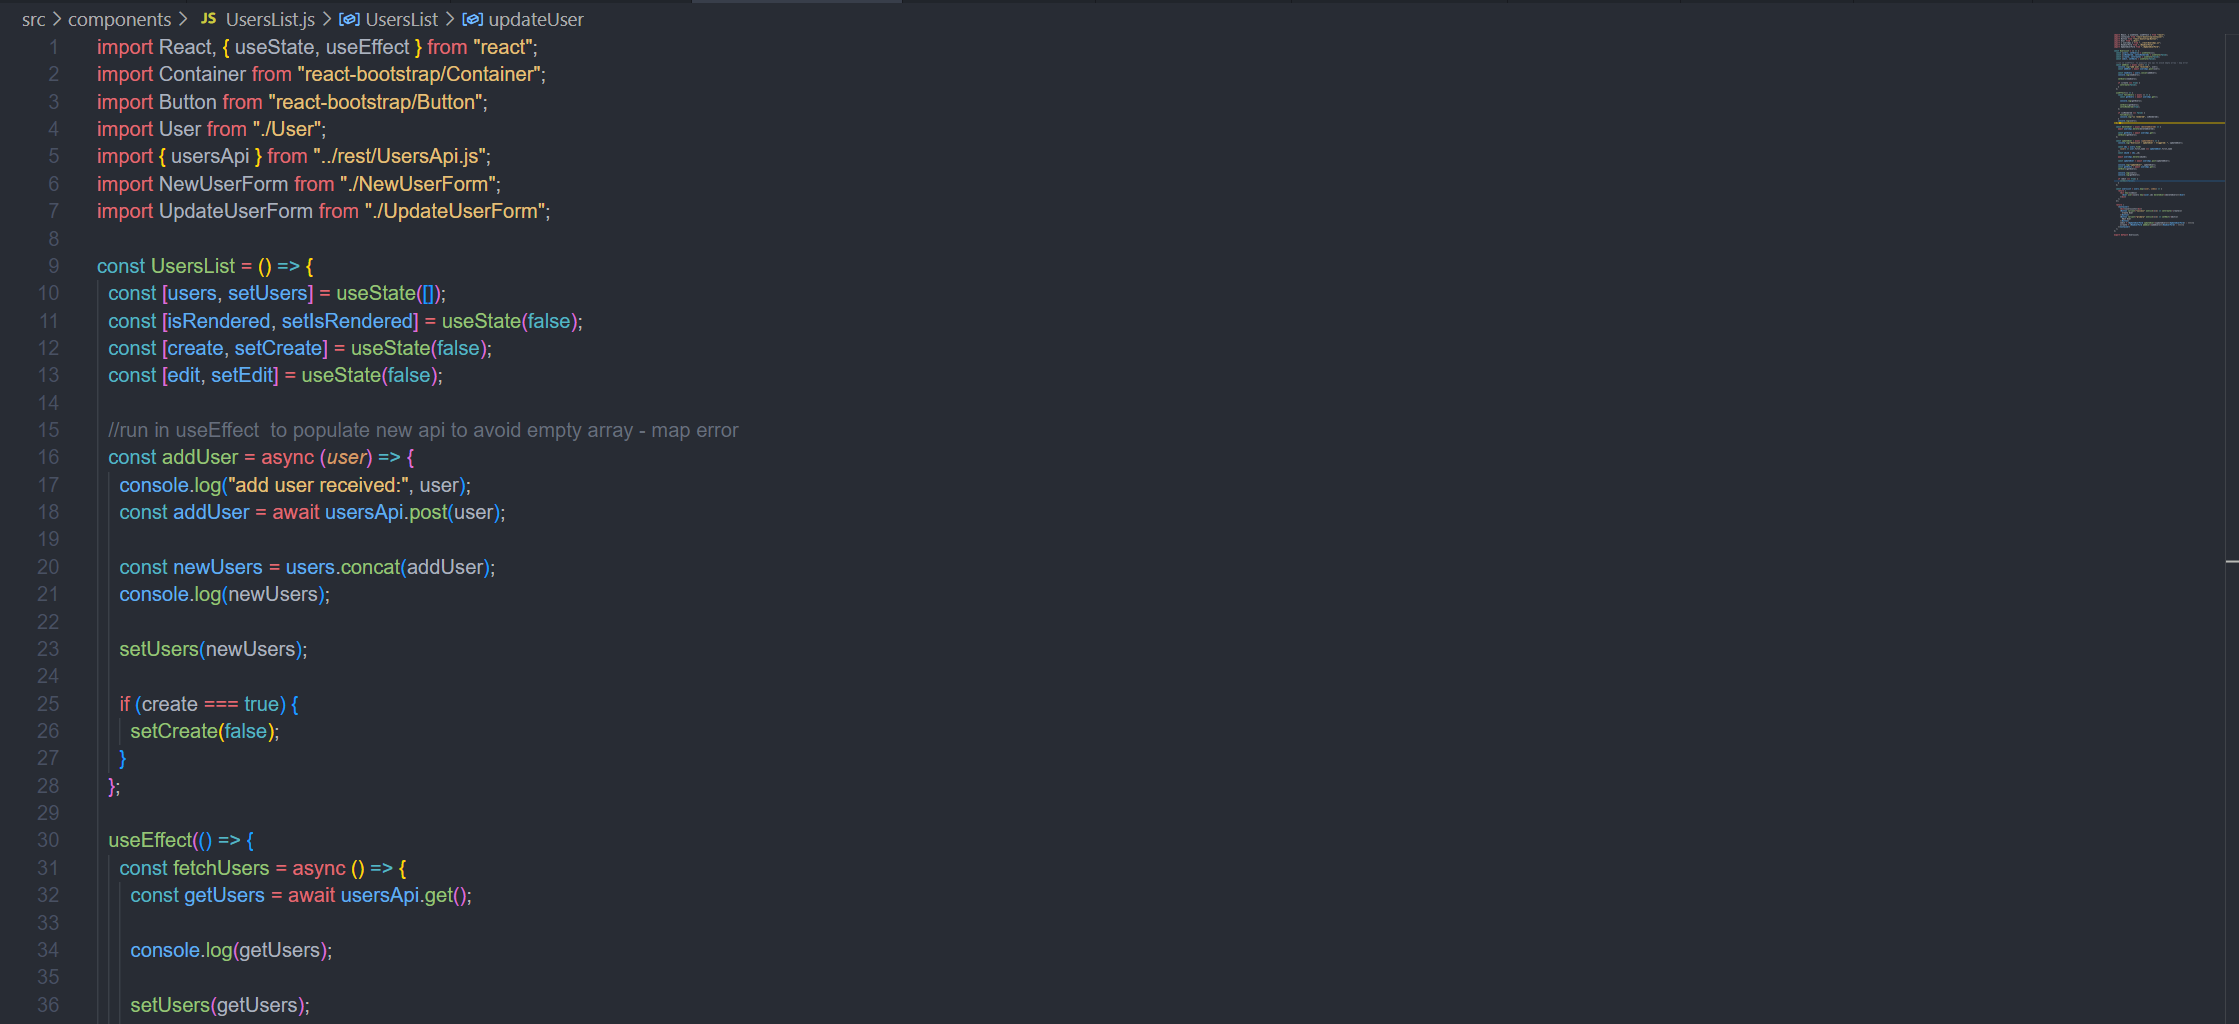 src > components > JS UsersList.js > UsersList > updateUser
1 import React, { useState, useEffect } from "react";
2 import Container from "react-bootstrap/Container";
3 import Button from "react-bootstrap/Button";
4 import User from "./User";
5 import { usersApi } from "../rest/UsersApi.js";
6 import NewUserForm from "./NewUserForm";
7 import UpdateUserForm from "./UpdateUserForm";
8
9 const UsersList = () => {
10 const [users, setUsers] = useState([]);
11 const [isRendered, setIsRendered] = useState(false);
12 const [create, setCreate] = useState(false);
13 const [edit, setEdit] = useState(false);
14
15 //run in useEffect  to populate new api to avoid empty array - map error
16 const addUser = async (user) => {
17 console.log("add user received:", user);
18 const addUser = await usersApi.post(user);
19
20 const newUsers = users.concat(addUser);
21 console.log(newUsers);
22
23 setUsers(newUsers);
24
25 if (create === true) {
26 setCreate(false);
27 }
28 };
29
30 useEffect(() => {
31 const fetchUsers = async () => {
32 const getUsers = await usersApi.get();
33
34 console.log(getUsers);
35
36 setUsers(getUsers);